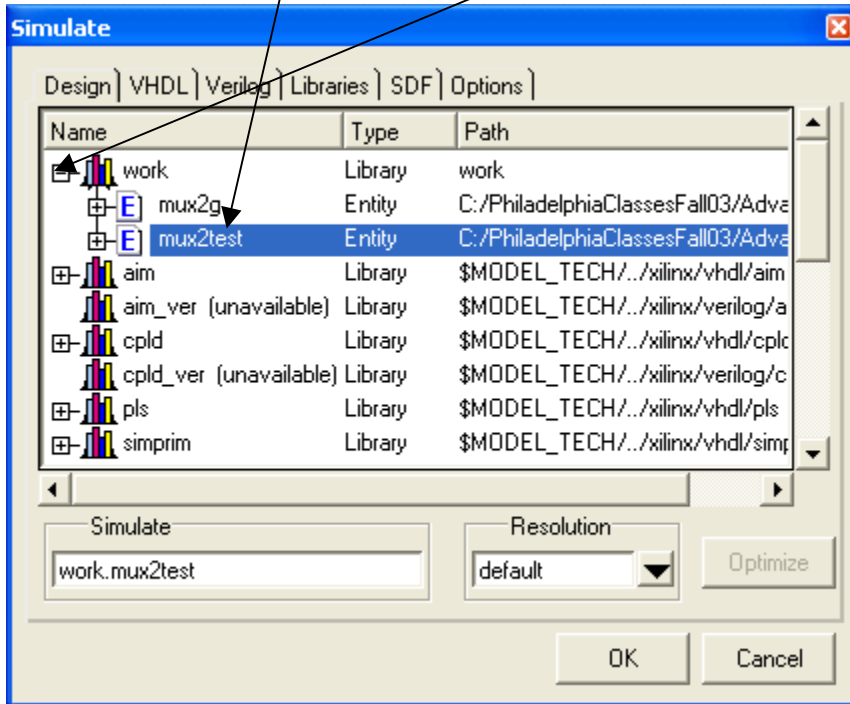 Simulate
Design VHDL Verilog Libraries SDF Options
Name Type Path
work Library work
E mux2g Entity C:/PhiladelphiaClassesFall03/Adva
E mux2test Entity C:/PhiladelphiaClassesFall03/Adva
aim Library $MODEL_TECH/../xilinx/vhdl/aim
aim_ver (unavailable) Library $MODEL_TECH/../xilinx/verilog/a
cpld Library $MODEL_TECH/../xilinx/vhdl/cplc
cpld_ver (unavailable) Library $MODEL_TECH/../xilinx/verilog/c
pls Library $MODEL_TECH/../xilinx/vhdl/pls
simprim Library $MODEL_TECH/../xilinx/vhdl/simp
Simulate Resolution
work.mux2test default Optimize
OK Cancel